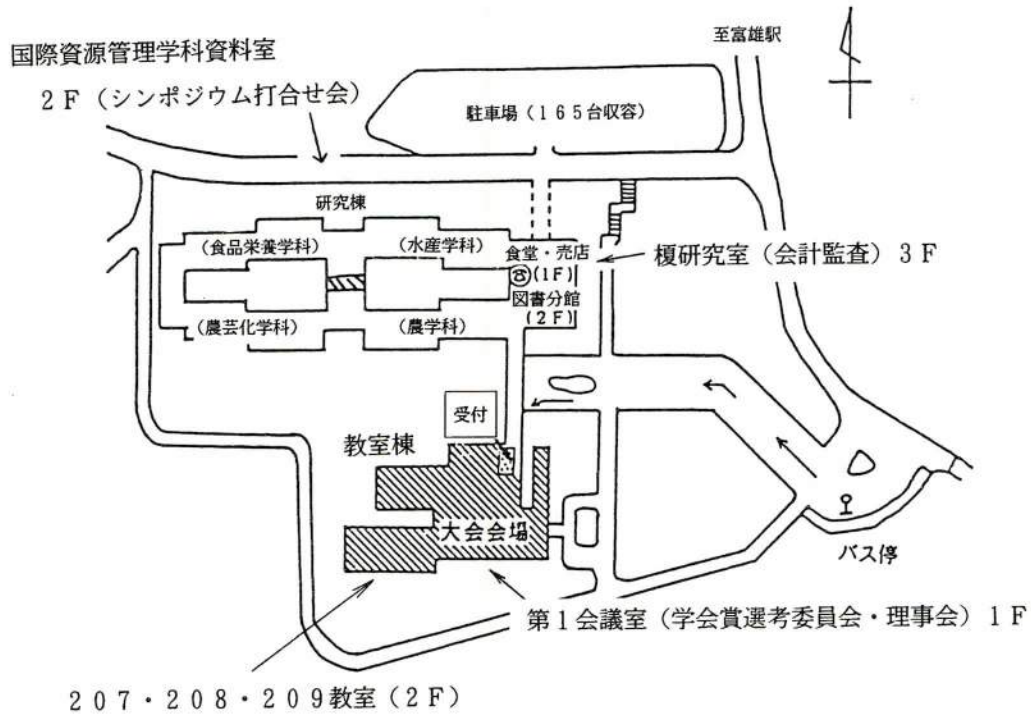 至富雄駅
国際資源管理学科資料室
2F(シンポジウム打合せ会)
駐車場(165台収容)
研究棟
(食品栄養学科)
(水産学科)
食堂・売店
☎(1F)
榎研究室(会計監査)3F
図書分館
(2F)
(農芸化学科)
(農学科)
受付
教室棟
大会会場
バス停
第1会議室(学会賞選考委員会・理事会)1F
207・208・209教室(2F)